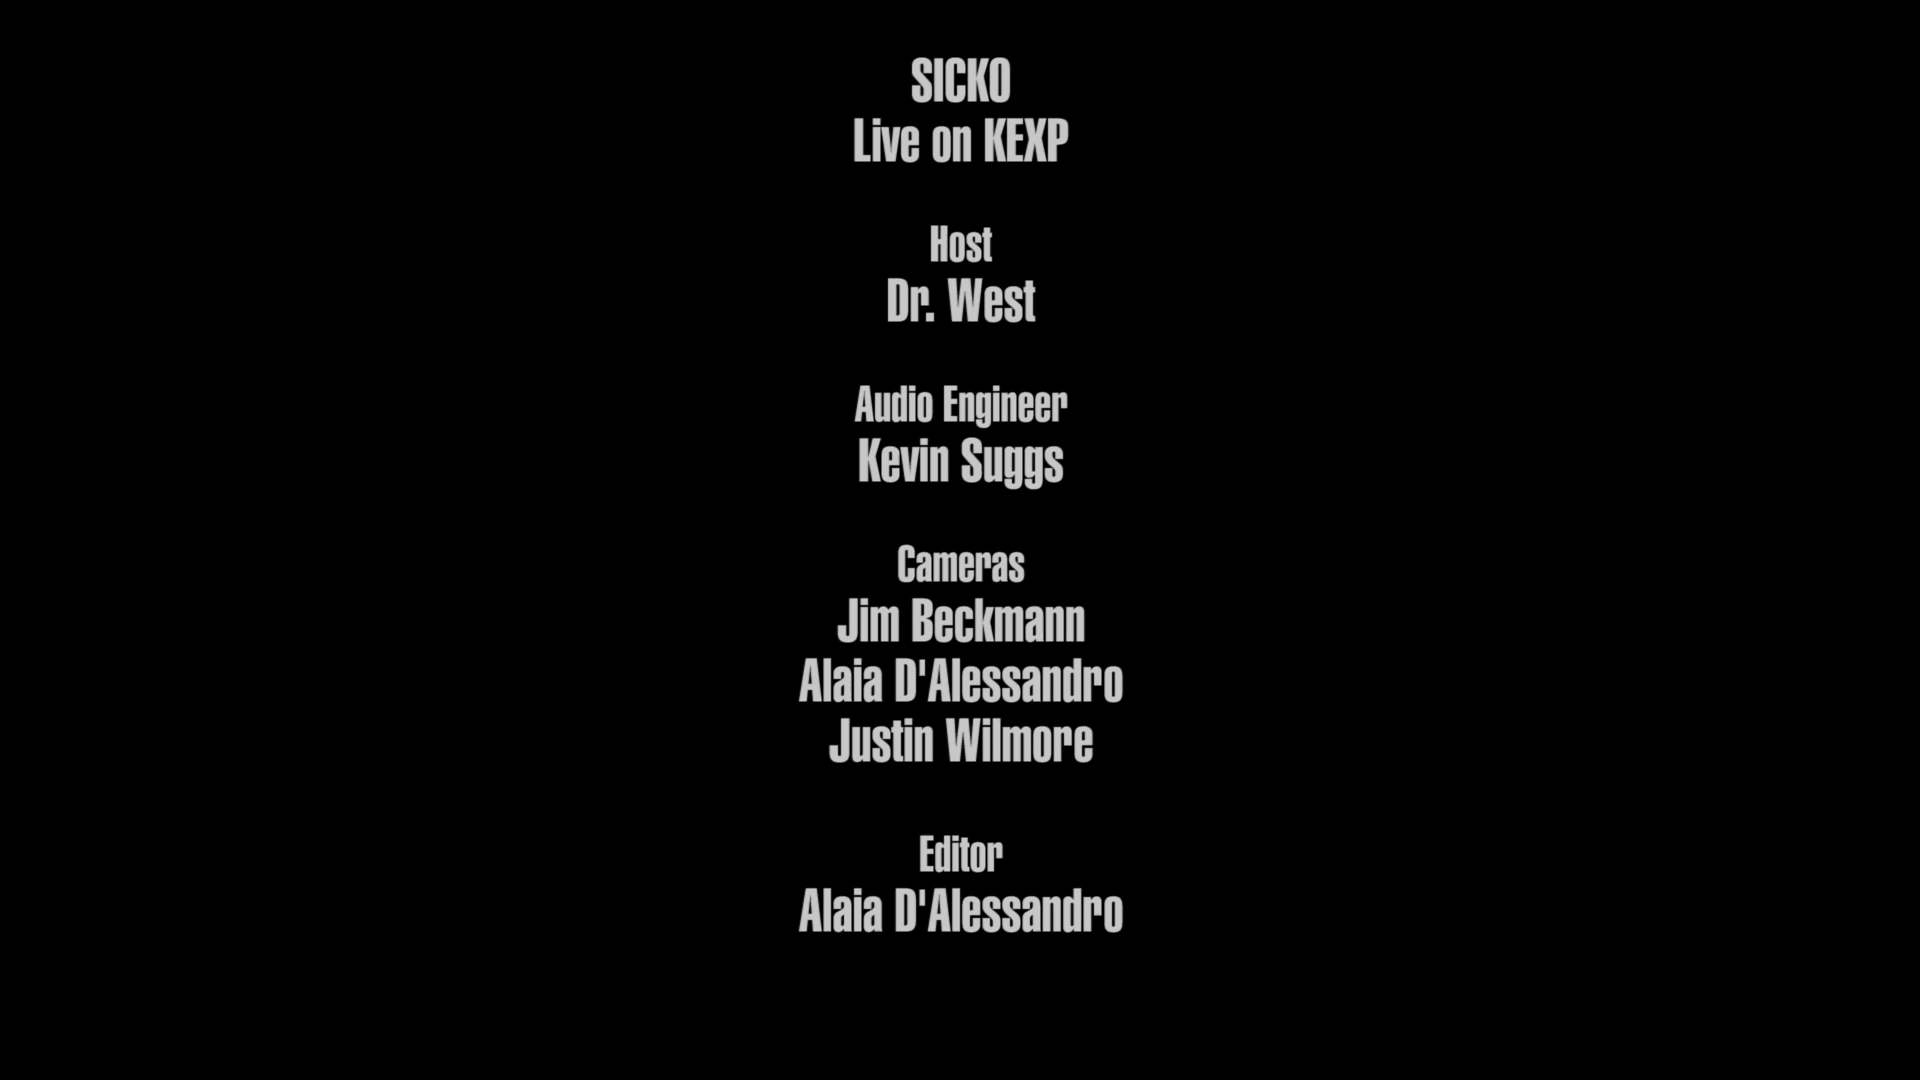 SICKO
Live on KEXP
Host
Dr. West
Audio Engineer
Kevin Suggs
Cameras
Jim Beckmann
Alaia D'Alessandro
Justin Wilmore
Editor
Alaia D'Alessandro